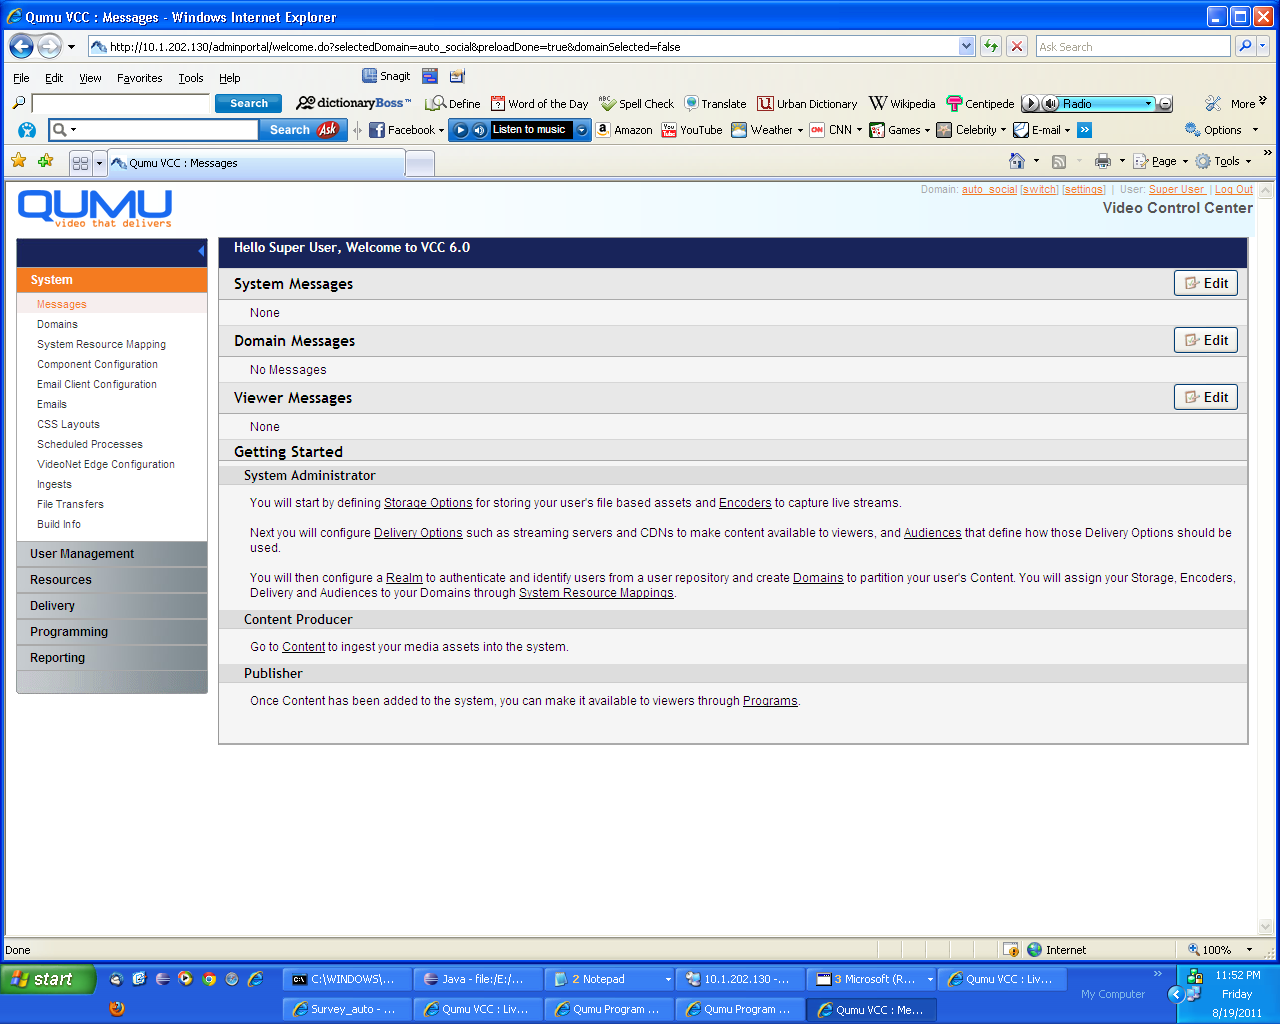 Qumu VCC : Messages - Windows Internet Explorer
http://10.1.202.130/adminportal/welcome.do?selectedDomain=auto_social&preloadDone=true&domainSelected=false
Ask Search
File Edit View Favorites Tools Help
Snagit
Search
dictionaryBoss™
Define
Word of the Day
Spell Check
Translate
Urban Dictionary
Wikipedia
Centipede
Radio
More
Search Ask
Facebook
Listen to music
Amazon
YouTube
Weather
CNN
Games
Celebrity
E-mail
Options
Qumu VCC : Messages
Page
Tools
QUMU
video that delivers
Domain: auto_social [switch] [settings] | User: Super User | Log Out
Video Control Center
System
Messages
Domains
System Resource Mapping
Component Configuration
Email Client Configuration
Emails
CSS Layouts
Scheduled Processes
VideoNet Edge Configuration
Ingests
File Transfers
Build Info
User Management
Resources
Delivery
Programming
Reporting
Hello Super User, Welcome to VCC 6.0
System Messages
Edit
None
Domain Messages
Edit
No Messages
Viewer Messages
Edit
None
Getting Started
System Administrator
You will start by defining Storage Options for storing your user's file based assets and Encoders to capture live streams.
Next you will configure Delivery Options such as streaming servers and CDNs to make content available to viewers, and Audiences that define how those Delivery Options should be
used.
You will then configure a Realm to authenticate and identify users from a user repository and create Domains to partition your user's Content. You will assign your Storage, Encoders,
Delivery and Audiences to your Domains through System Resource Mappings.
Content Producer
Go to Content to ingest your media assets into the system.
Publisher
Once Content has been added to the system, you can make it available to viewers through Programs.
Done
Internet
100%
start
C:\WINDOWS\...
Java - file:/E:/...
2 Notepad
10.1.202.130 -...
3 Microsoft (R...
Qumu VCC : Liv...
My Computer
11:52 PM
Friday
8/19/2011
Survey_auto - ...
Qumu VCC : Liv...
Qumu Program ...
Qumu Program ...
Qumu VCC : Me...